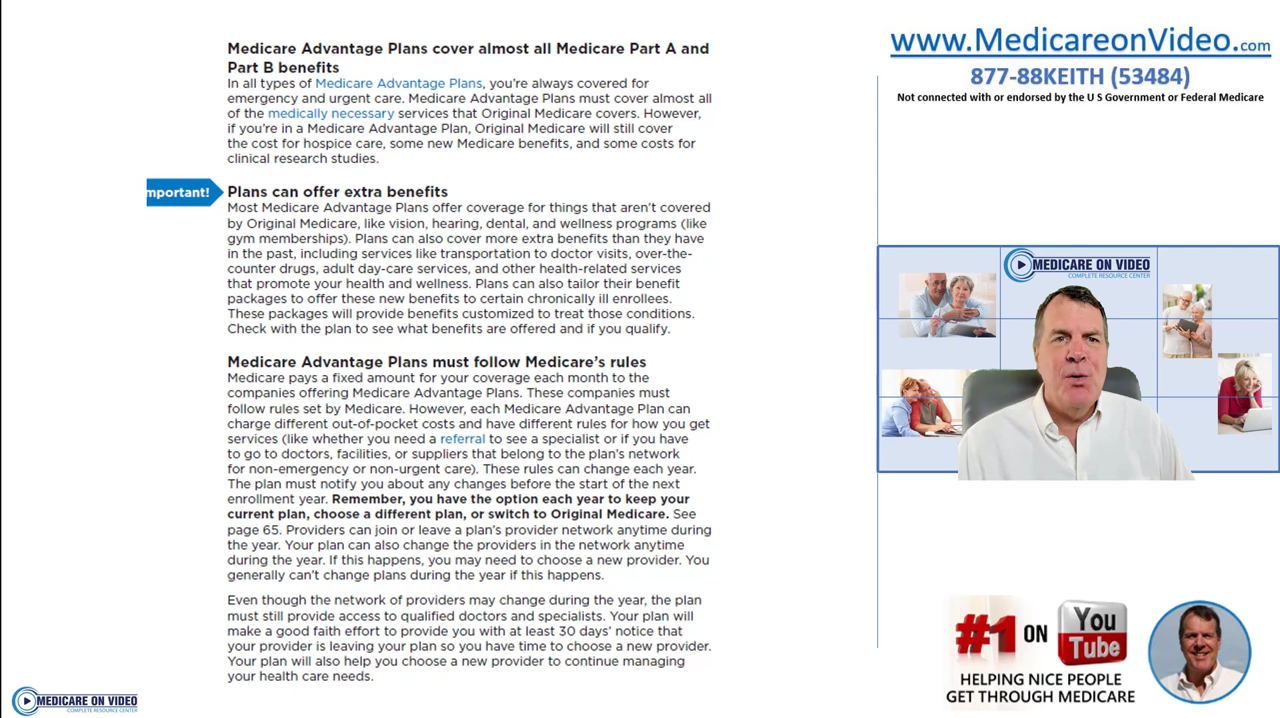 Medicare Advantage Plans cover almost all Medicare Part A and
Part B benefits
In all types of Medicare Advantage Plans, you're always covered for
emergency and urgent care. Medicare Advantage Plans must cover almost all
of the medically necessary services that Original Medicare covers. However,
if you're in a Medicare Advantage Plan, Original Medicare will still cover
the cost for hospice care, some new Medicare benefits, and some costs for
clinical research studies.
mportant!
Plans can offer extra benefits
Most Medicare Advantage Plans offer coverage for things that aren't covered
by Original Medicare, like vision, hearing, dental, and wellness programs (like
gym memberships). Plans can also cover more extra benefits than they have
in the past, including services like transportation to doctor visits, over-the-
counter drugs, adult day-care services, and other health-related services
that promote your health and wellness. Plans can also tailor their benefit
packages to offer these new benefits to certain chronically ill enrollees.
These packages will provide benefits customized to treat those conditions.
Check with the plan to see what benefits are offered and if you qualify.
Medicare Advantage Plans must follow Medicare's rules
Medicare pays a fixed amount for your coverage each month to the
companies offering Medicare Advantage Plans. These companies must
follow rules set by Medicare. However, each Medicare Advantage Plan can
charge different out-of-pocket costs and have different rules for how you get
services (like whether you need a referral to see a specialist or if you have
to go to doctors, facilities, or suppliers that belong to the plan's network
for non-emergency or non-urgent care). These rules can change each year.
The plan must notify you about any changes before the start of the next
enrollment year. Remember, you have the option each year to keep your
current plan, choose a different plan, or switch to Original Medicare. See
page 65. Providers can join or leave a plan's provider network anytime during
the year. Your plan can also change the providers in the network anytime
during the year. If this happens, you may need to choose a new provider. You
generally can't change plans during the year if this happens.
Even though the network of providers may change during the year, the plan
must still provide access to qualified doctors and specialists. Your plan will
make a good faith effort to provide you with at least 30 days' notice that
your provider is leaving your plan so you have time to choose a new provider.
Your plan will also help you choose a new provider to continue managing
your health care needs.
MEDICARE ON VIDEO
COMPLETE RESOURCE CENTER
www.MedicareonVideo.com
877-88KEITH (53484)
Not connected with or endorsed by the U S Government or Federal Medicare
MEDICARE ON VIDEO
COMPLETE RESOURCE CENTER
#1 ON You
Tube
HELPING NICE PEOPLE
GET THROUGH MEDICARE